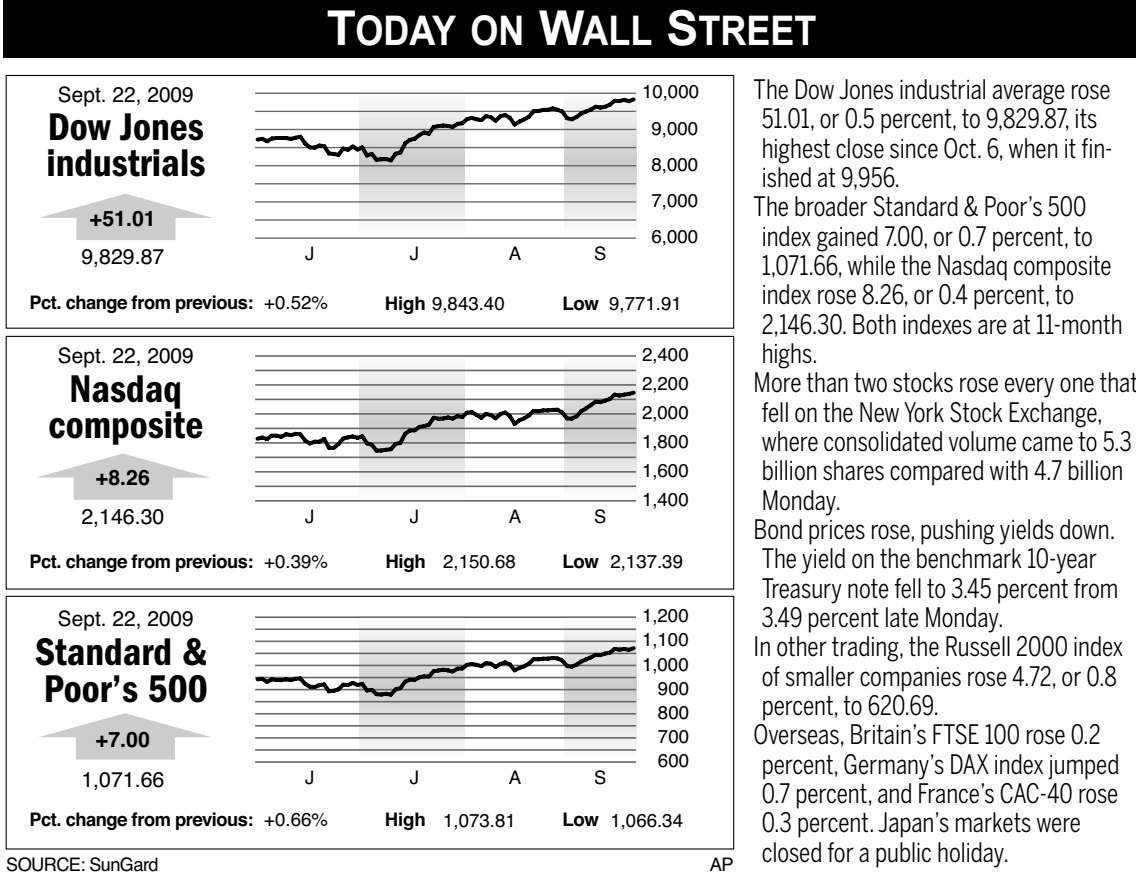 TODAY ON WALL STREET
Sept. 22, 2009
Dow Jones
industrials
+51.01
9,829.87
10,000
9,000
8,000
7,000
6,000
J J A S
Pct. change from previous: +0.52% High 9,843.40 Low 9,771.91
Sept. 22, 2009
Nasdaq
composite
+8.26
2,146.30
2,400
2,200
2,000
1,800
1,600
1,400
J J A S
Pct. change from previous: +0.39% High 2,150.68 Low 2,137.39
Sept. 22, 2009
Standard &
Poor's 500
+7.00
1,071.66
1,200
1,100
1,000
900
800
700
600
J J A S
Pct. change from previous: +0.66% High 1,073.81 Low 1,066.34
SOURCE: SunGard AP
The Dow Jones industrial average rose
51.01, or 0.5 percent, to 9,829.87, its
highest close since Oct. 6, when it fin-
ished at 9,956.
The broader Standard & Poor's 500
index gained 7.00, or 0.7 percent, to
1,071.66, while the Nasdaq composite
index rose 8.26, or 0.4 percent, to
2,146.30. Both indexes are at 11-month
highs.
More than two stocks rose every one that
fell on the New York Stock Exchange,
where consolidated volume came to 5.3
billion shares compared with 4.7 billion
Monday.
Bond prices rose, pushing yields down.
The yield on the benchmark 10-year
Treasury note fell to 3.45 percent from
3.49 percent late Monday.
In other trading, the Russell 2000 index
of smaller companies rose 4.72, or 0.8
percent, to 620.69.
Overseas, Britain's FTSE 100 rose 0.2
percent, Germany's DAX index jumped
0.7 percent, and France's CAC-40 rose
0.3 percent. Japan's markets were
closed for a public holiday.